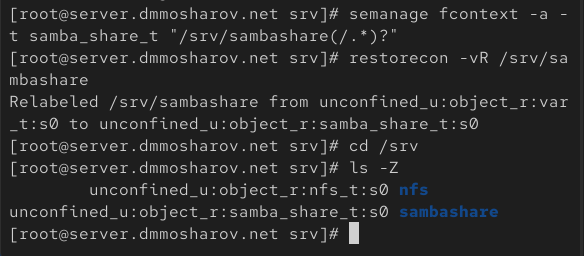 [root@server.dmmosharov.net srv]# semanage fcontext -a -
t samba_share_t "/srv/sambashare(/.*)?"
[root@server.dmmosharov.net srv]# restorecon -vR /srv/sa
mbashare
Relabeled /srv/sambashare from unconfined_u:object_r:var
_t:s0 to unconfined_u:object_r:samba_share_t:s0
[root@server.dmmosharov.net srv]# cd /srv
[root@server.dmmosharov.net srv]# ls -Z
        unconfined_u:object_r:nfs_t:s0 nfs
unconfined_u:object_r:samba_share_t:s0 sambashare
[root@server.dmmosharov.net srv]#